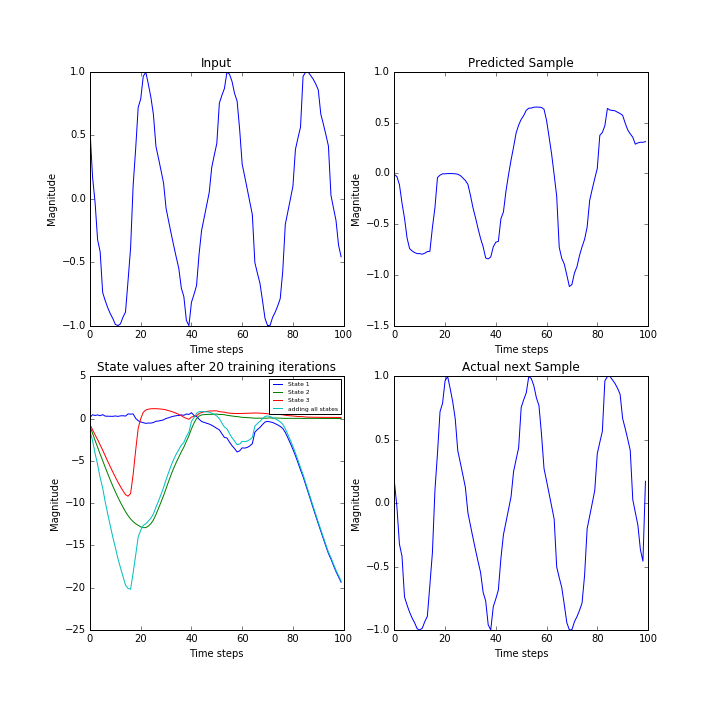 Input
Magnitude
1.0
0.5
0.0
−0.5
−1.0
0 20 40 60 80 100
Time steps
Predicted Sample
Magnitude
1.0
0.5
0.0
−0.5
−1.0
−1.5
0 20 40 60 80 100
Time steps
State values after 20 training iterations
Magnitude
5
0
−5
−10
−15
−20
−25
State 1
State 2
State 3
adding all states
0 20 40 60 80 100
Time steps
Actual next Sample
Magnitude
1.0
0.5
0.0
−0.5
−1.0
0 20 40 60 80 100
Time steps